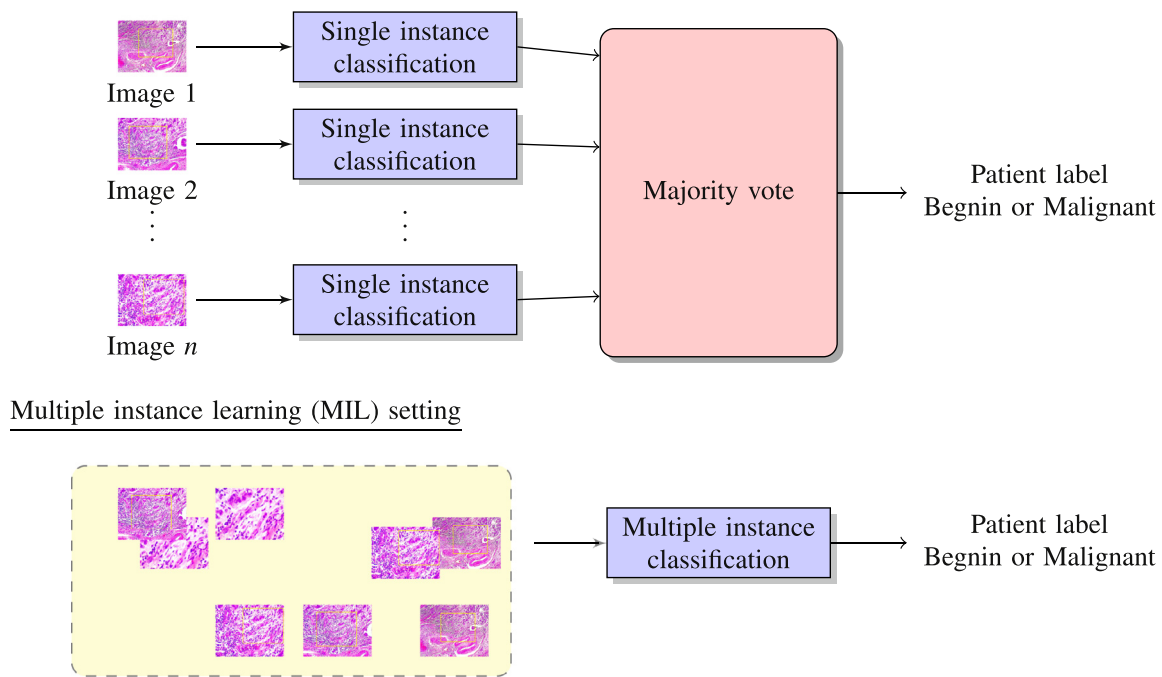 Image 1
Single instance
classification
Image 2
Single instance
classification
⋮
⋮
Image n
Single instance
classification
Majority vote
Patient label
Begnin or Malignant
Multiple instance learning (MIL) setting
Multiple instance
classification
Patient label
Begnin or Malignant